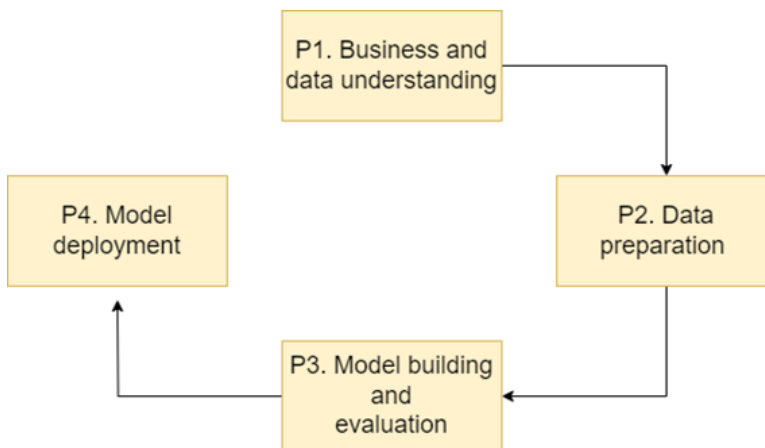 P1. Business and
data understanding
P2. Data
preparation
P3. Model building
and
evaluation
P4. Model
deployment